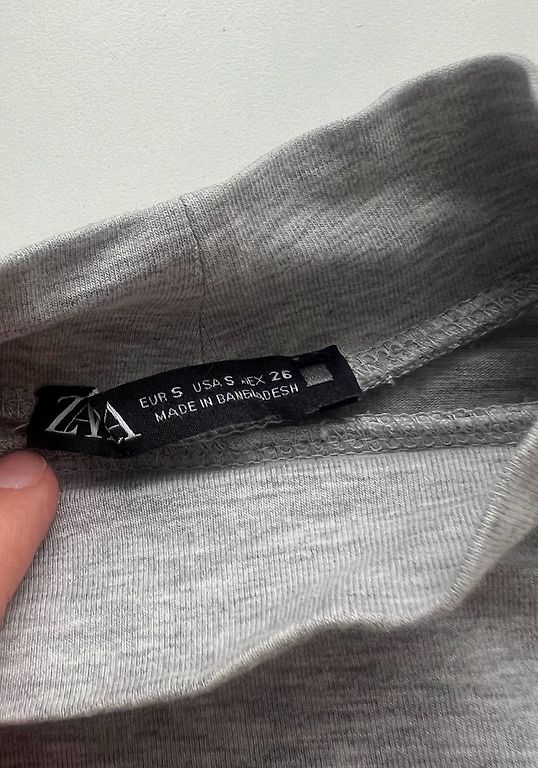 ZARA
EUR S USA S MEX 26
MADE IN BANGLADESH